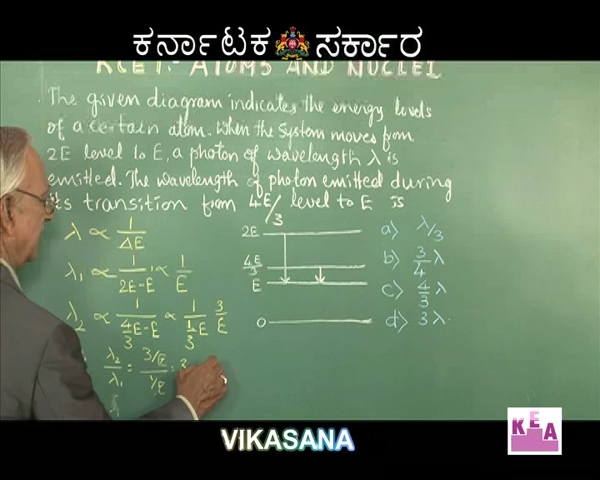 ಕರ್ನಾಟಕ ಸರ್ಕಾರ
KCET: ATOMS AND NUCLEI
The given diagram indicates the energy levels
of a certain atom. When the system moves from
2E level to E, a photon of wavelength λ is
emitted. The wavelength of photon emitted during
its transition from 4E/3 level to E is
λ ∝ 1/ΔE
λ₁ ∝ 1/2E-E ∝ 1/E
λ₂ ∝ 1/(4/3 E-E) ∝ 1/(1/3 E) 3/E
λ₂/λ₁ = (3/E)/(1/E) = 3
2E
4E/3
E
0
a) λ/3
b) 3/4 λ
c) 4/3 λ
d) 3λ.
VIKASANA
KEA